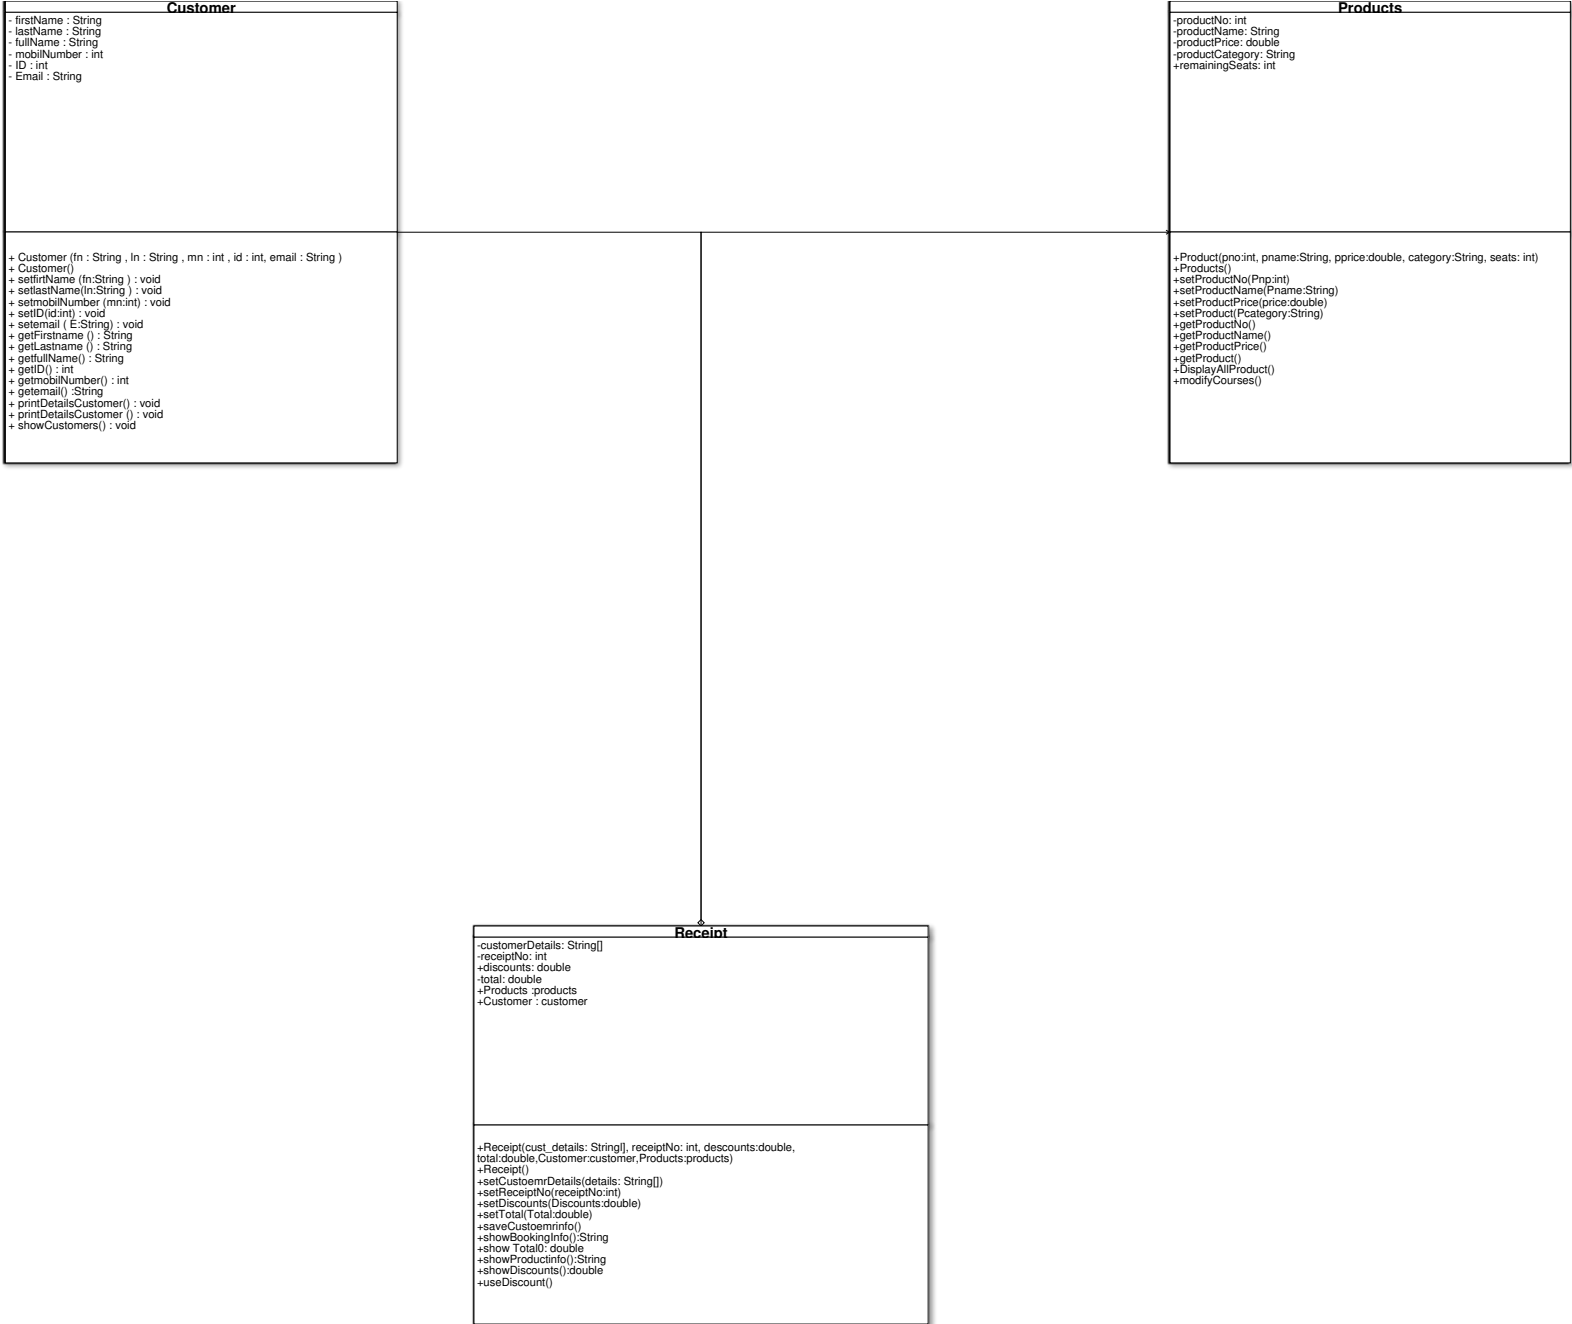 Customer
- firstName : String
- lastName : String
- fullName : String
- mobilNumber : int
- ID : int
- Email : String
+ Customer (fn : String , ln : String , mn : int , id : int, email : String )
+ Customer()
+ setfirtName (fn:String ) : void
+ setlastName(ln:String ) : void
+ setmobilNumber (mn:int) : void
+ setID(id:int) : void
+ setemail ( E:String) : void
+ getFirstname () : String
+ getLastname () : String
+ getfullName() : String
+ getID() : int
+ getmobilNumber() : int
+ getemail() :String
+ printDetailsCustomer() : void
+ printDetailsCustomer () : void
+ showCustomers() : void
Products
-productNo: int
-productName: String
-productPrice: double
-productCategory: String
+remainingSeats: int
+Product(pno:int, pname:String, pprice:double, category:String, seats: int)
+Products()
+setProductNo(Pnp:int)
+setProductName(Pname:String)
+setProductPrice(price:double)
+setProduct(Pcategory:String)
+getProductNo()
+getProductName()
+getProductPrice()
+getProduct()
+DisplayAllProduct()
+modifyCourses()
Receipt
-customerDetails: String[]
-receiptNo: int
+discounts: double
-total: double
+Products :products
+Customer : customer
+Receipt(cust_details: Stringl], receiptNo: int, descounts:double,
total:double,Customer:customer,Products:products)
+Receipt()
+setCustoemrDetails(details: String[])
+setReceiptNo(receiptNo:int)
+setDiscounts(Discounts:double)
+setTotal(Total:double)
+saveCustoemrinfo()
+showBookingInfo():String
+show Total0: double
+showProductinfo():String
+showDiscounts():double
+useDiscount()